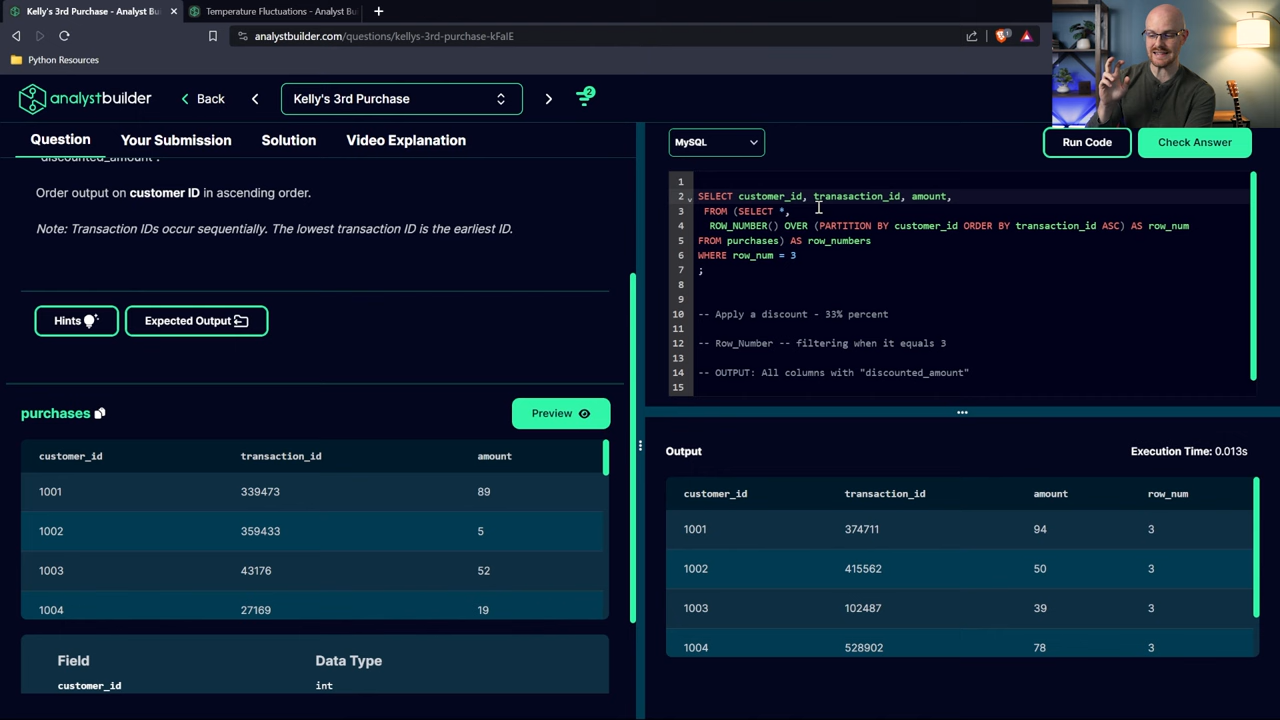 Kelly's 3rd Purchase - Analyst B
Temperature Fluctuations - Analyst Bu
analystbuilder.com/questions/kellys-3rd-purchase-kFaIE
1
Python Resources
analystbuilder
Back
Kelly's 3rd Purchase
2
Question
Your Submission
Solution
Video Explanation
"discounted_amount".
Order output on customer ID in ascending order.
Note: Transaction IDs occur sequentially. The lowest transaction ID is the earliest ID.
Hints
Expected Output
purchases
Preview
customer_id transaction_id amount
1001 339473 89
1002 359433 5
1003 43176 52
1004 27169 19
Field Data Type
customer_id int
MySQL
Run Code
Check Answer
1
2 SELECT customer_id, tranasaction_id, amount,
3 FROM (SELECT *,
4 ROW_NUMBER() OVER (PARTITION BY customer_id ORDER BY transaction_id ASC) AS row_num
5 FROM purchases) AS row_numbers
6 WHERE row_num = 3
7 ;
8
9
10 -- Apply a discount - 33% percent
11
12 -- Row_Number -- filtering when it equals 3
13
14 -- OUTPUT: All columns with "discounted_amount"
15
Output
Execution Time: 0.013s
customer_id transaction_id amount row_num
1001 374711 94 3
1002 415562 50 3
1003 102487 39 3
1004 528902 78 3